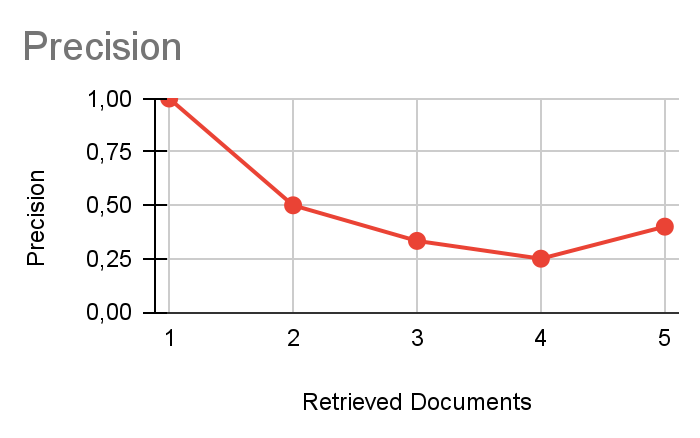 Precision
1,00
0,75
0,50
0,25
0,00
Precision
1 2 3 4 5
Retrieved Documents